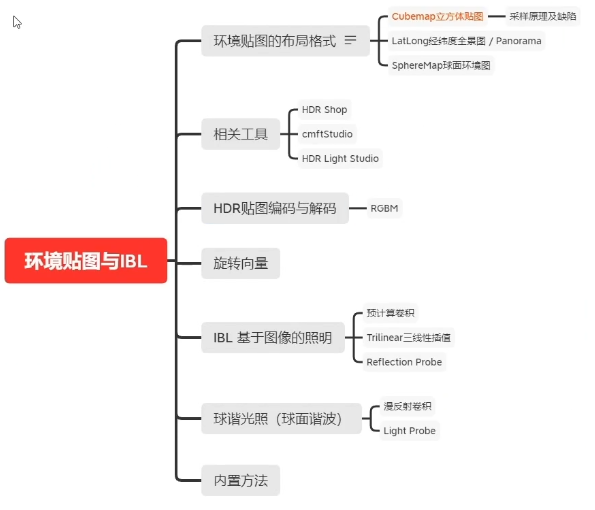 环境贴图与IBL
环境贴图的布局格式
Cubemap立方体贴图
采样原理及缺陷
LatLong经纬度全景图 / Panorama
SphereMap球面环境图
相关工具
HDR Shop
cmftStudio
HDR Light Studio
HDR贴图编码与解码
RGBM
旋转向量
IBL 基于图像的照明
预计算卷积
Trilinear三线性插值
Reflection Probe
球谐光照（球面谐波）
漫反射卷积
Light Probe
内置方法